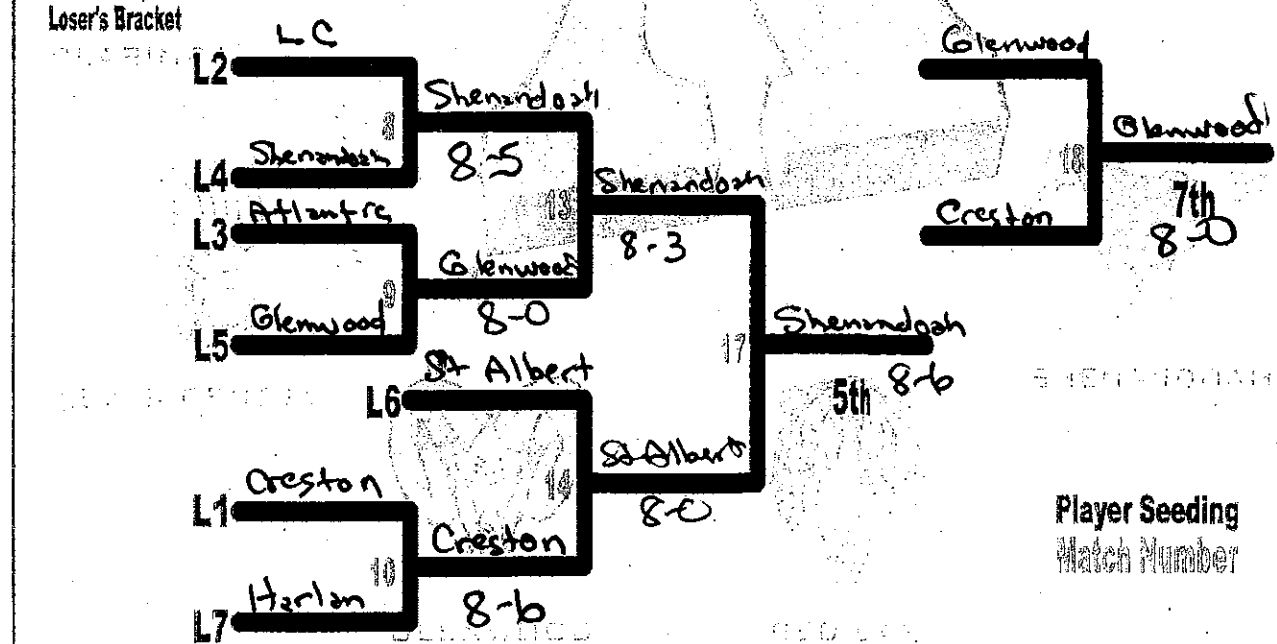 Loser's Bracket
L2 LC
8
Shenandoah
8-5
L4 Shenandoah
L3 Atlantic
9
Glenwood
8-0
L5 Glenwood
13
Shenandoah
8-3
L6 St Albert
14
St Albert
8-0
L1 Creston
10
Creston
8-6
L7 Harlan
17
Shenandoah
5th 8-6
Glenwood
18
Glenwood
7th
8-0
Creston
Player Seeding
Match Number